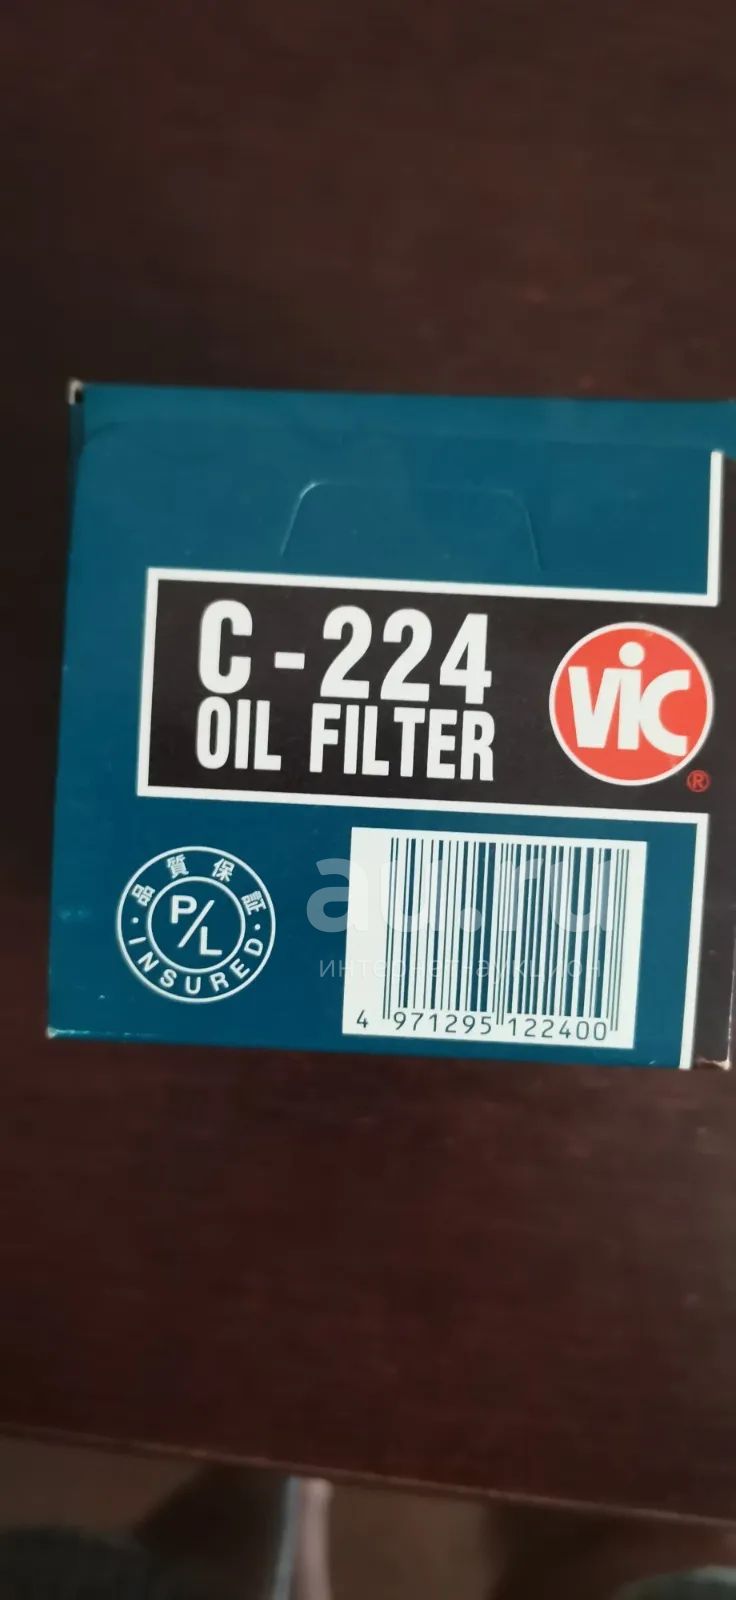 C-224
OIL FILTER
VIC
®
品質保証
P/L
·INSURED·
au.ru
интернет-аукцион
4 971295 122400